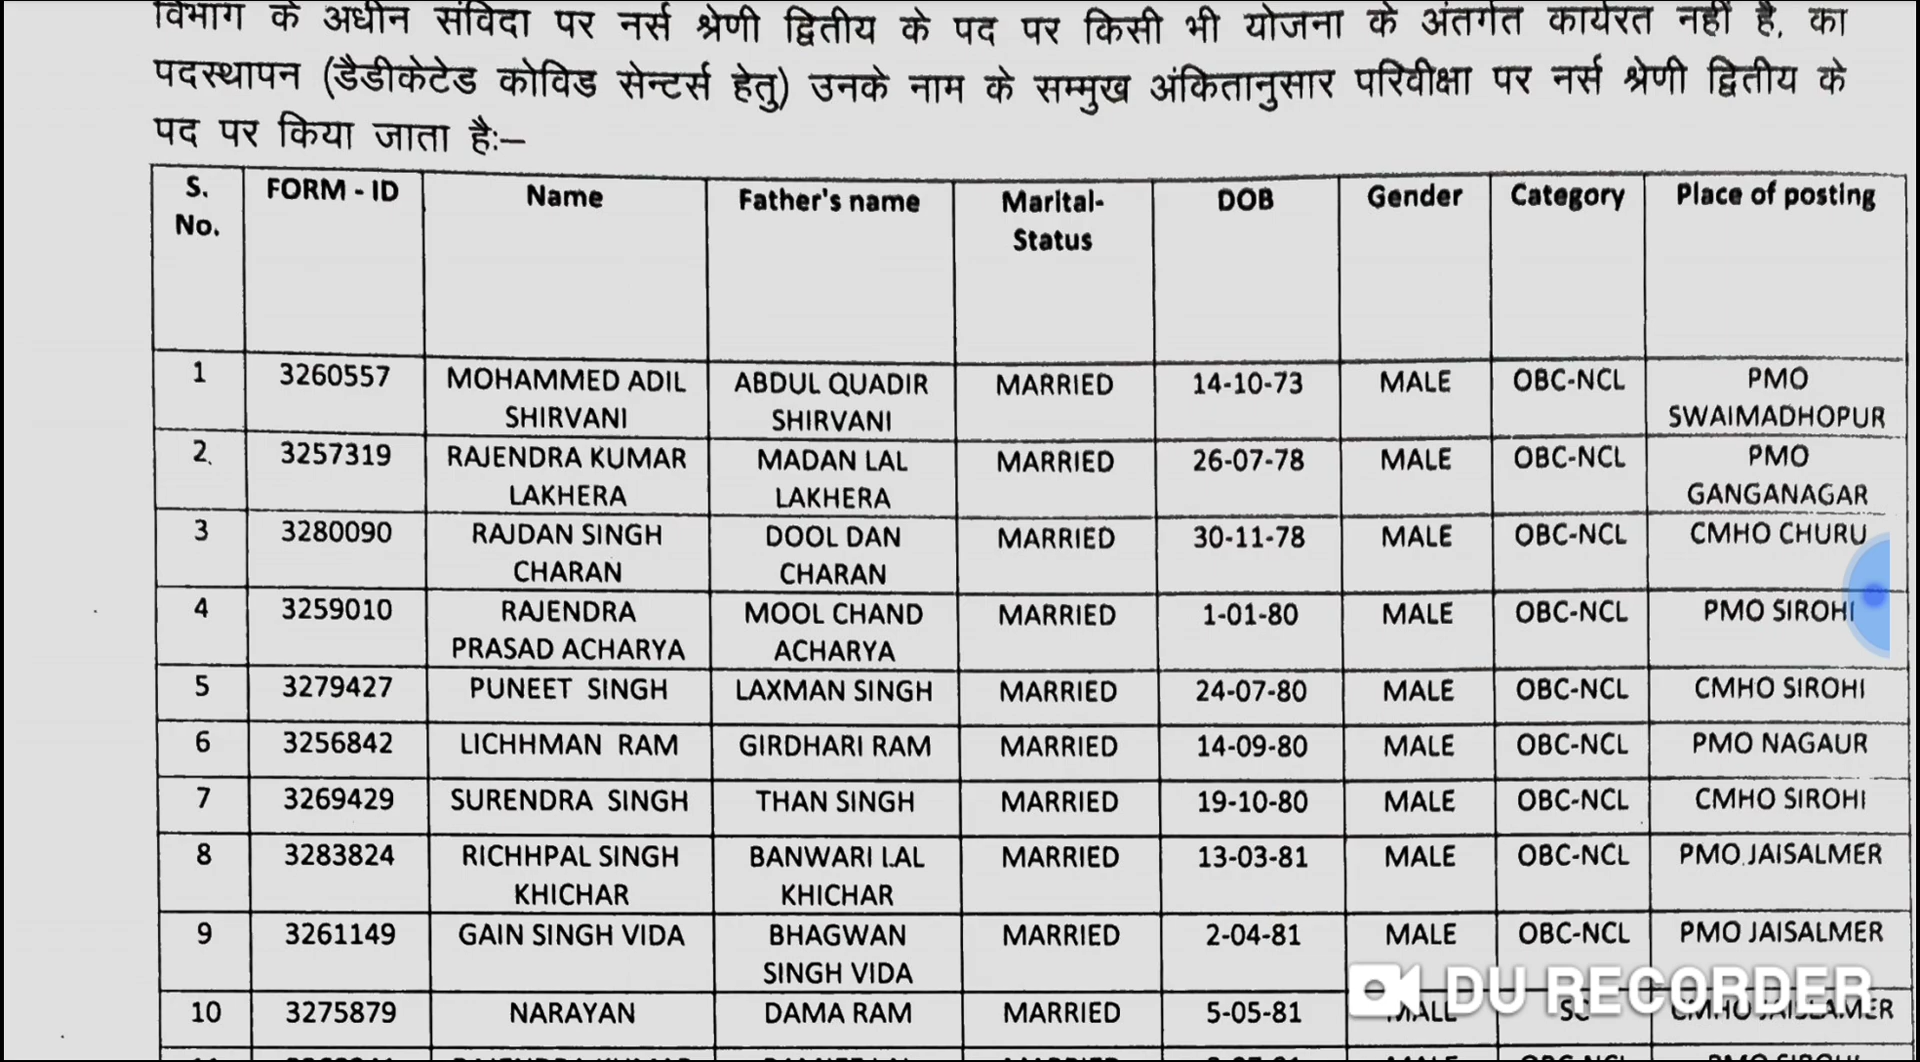 विभाग के अधीन संविदा पर नर्स श्रेणी द्वितीय के पद पर किसी भी योजना के अंतर्गत कार्यरत नहीं है, का
पदस्थापन (डैडीकेटेड कोविड सेन्टर्स हेतु) उनके नाम के सम्मुख अंकितानुसार परिवीक्षा पर नर्स श्रेणी द्वितीय के
पद पर किया जाता है:–
S. No. FORM - ID Name Father's name Marital-Status DOB Gender Category Place of posting
1 3260557 MOHAMMED ADIL SHIRVANI ABDUL QUADIR SHIRVANI MARRIED 14-10-73 MALE OBC-NCL PMO SWAIMADHOPUR
2 3257319 RAJENDRA KUMAR LAKHERA MADAN LAL LAKHERA MARRIED 26-07-78 MALE OBC-NCL PMO GANGANAGAR
3 3280090 RAJDAN SINGH CHARAN DOOL DAN CHARAN MARRIED 30-11-78 MALE OBC-NCL CMHO CHURU
4 3259010 RAJENDRA PRASAD ACHARYA MOOL CHAND ACHARYA MARRIED 1-01-80 MALE OBC-NCL PMO SIROHI
5 3279427 PUNEET SINGH LAXMAN SINGH MARRIED 24-07-80 MALE OBC-NCL CMHO SIROHI
6 3256842 LICHHMAN RAM GIRDHARI RAM MARRIED 14-09-80 MALE OBC-NCL PMO NAGAUR
7 3269429 SURENDRA SINGH THAN SINGH MARRIED 19-10-80 MALE OBC-NCL CMHO SIROHI
8 3283824 RICHHPAL SINGH KHICHAR BANWARI LAL KHICHAR MARRIED 13-03-81 MALE OBC-NCL PMO JAISALMER
9 3261149 GAIN SINGH VIDA BHAGWAN SINGH VIDA MARRIED 2-04-81 MALE OBC-NCL PMO JAISALMER
DU RECORDER
10 3275879 NARAYAN DAMA RAM MARRIED 5-05-81 MALE SC